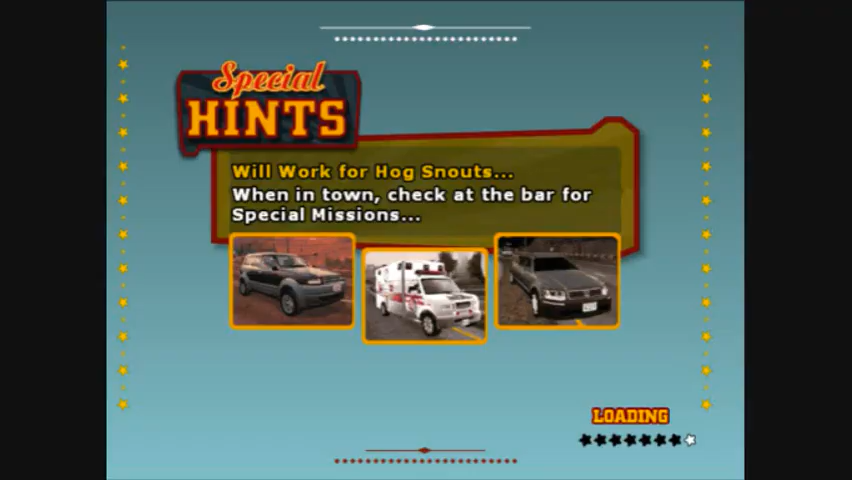 Special
HINTS
Will Work for Hog Snouts...
When in town, check at the bar for
Special Missions...
LOADING